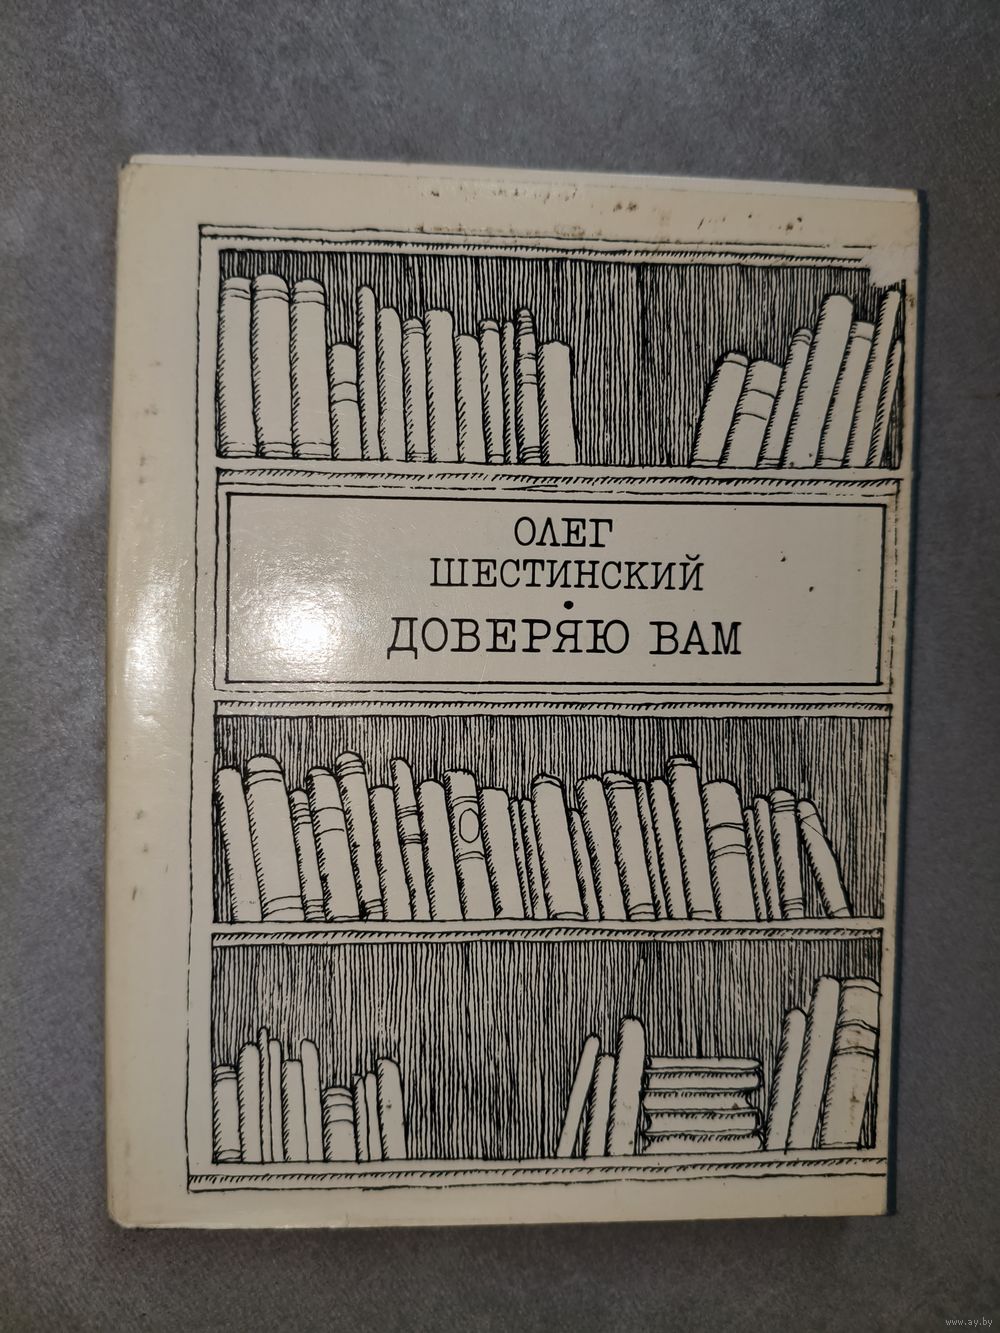 ОЛЕГ
ШЕСТИНСКИЙ
•
ДОВЕРЯЮ ВАМ
www.ay.by